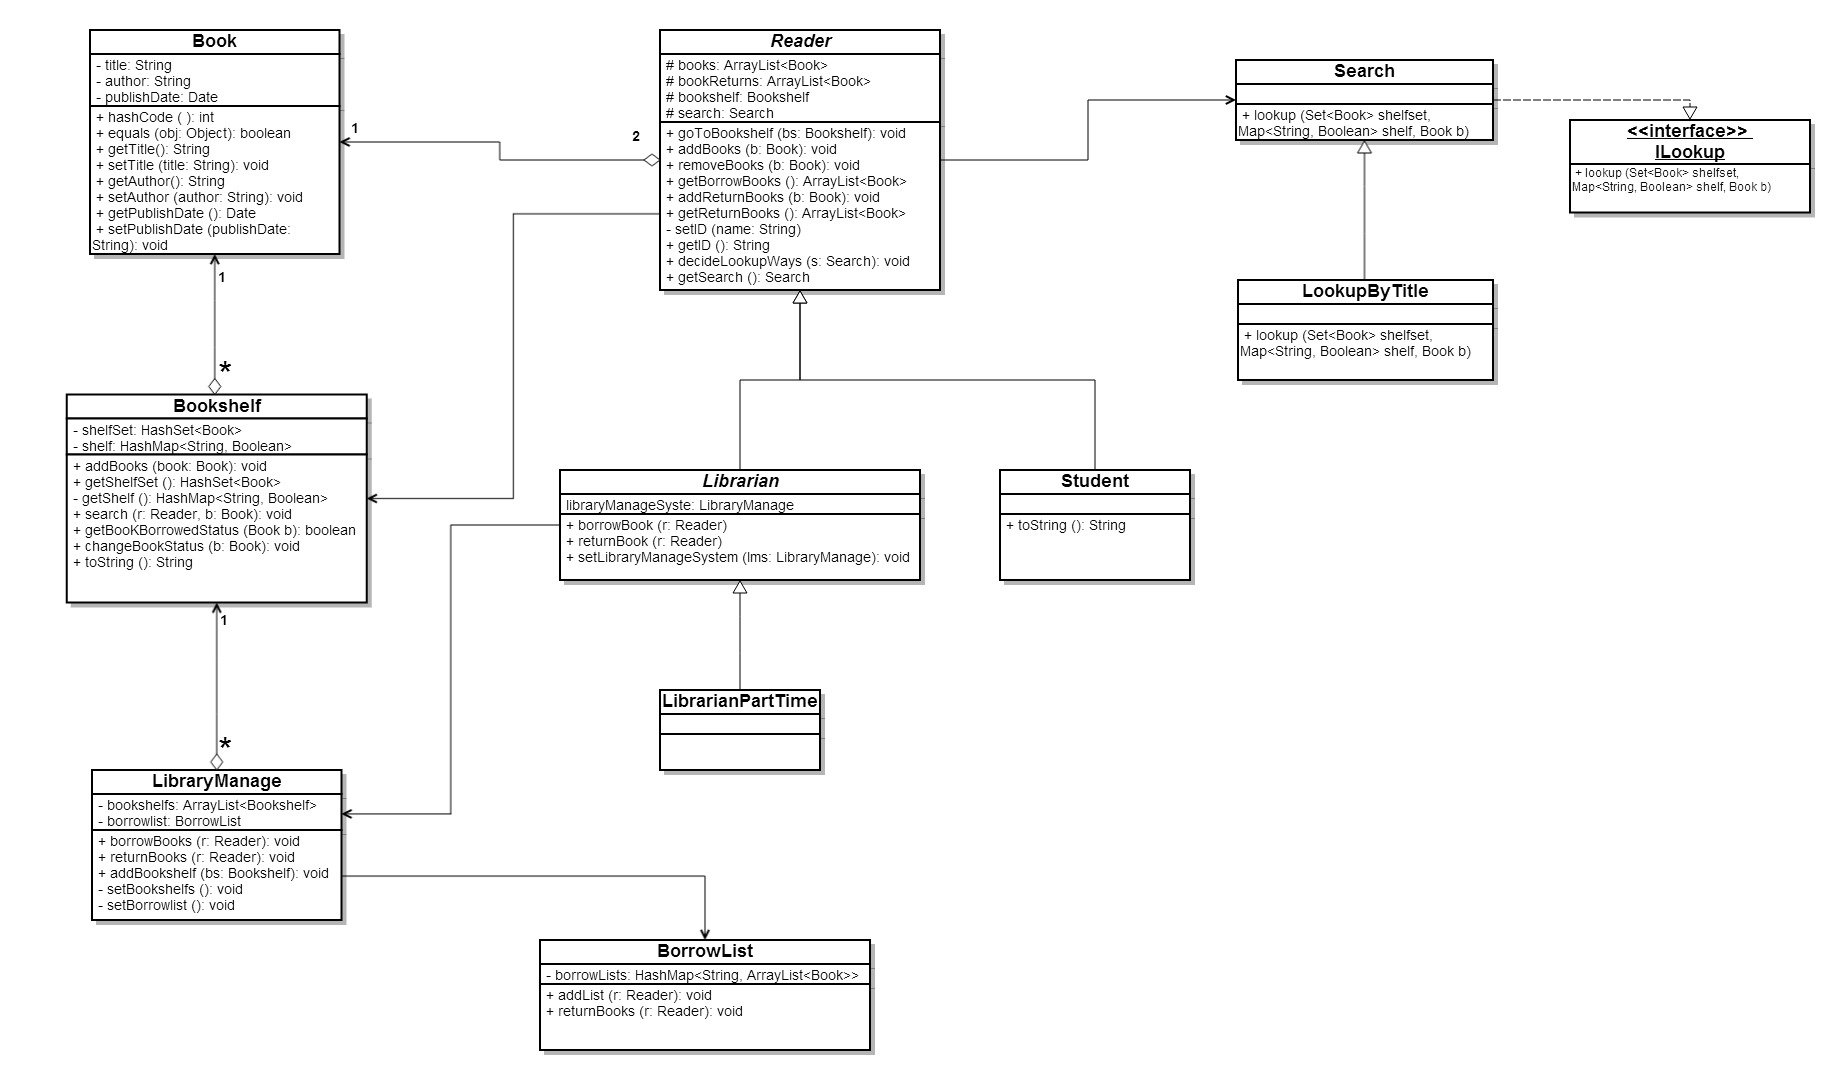 Book
- title: String
- author: String
- publishDate: Date
+ hashCode ( ): int
+ equals (obj: Object): boolean
+ getTitle(): String
+ setTitle (title: String): void
+ getAuthor(): String
+ setAuthor (author: String): void
+ getPublishDate (): Date
+ setPublishDate (publishDate:
String): void
1
2
1
*
Reader
# books: ArrayList<Book>
# bookReturns: ArrayList<Book>
# bookshelf: Bookshelf
# search: Search
+ goToBookshelf (bs: Bookshelf): void
+ addBooks (b: Book): void
+ removeBooks (b: Book): void
+ getBorrowBooks (): ArrayList<Book>
+ addReturnBooks (b: Book): void
+ getReturnBooks (): ArrayList<Book>
- setID (name: String)
+ getID (): String
+ decideLookupWays (s: Search): void
+ getSearch (): Search
Search
+ lookup (Set<Book> shelfset,
Map<String, Boolean> shelf, Book b)
<<interface>>
ILookup
+ lookup (Set<Book> shelfset,
Map<String, Boolean> shelf, Book b)
LookupByTitle
+ lookup (Set<Book> shelfset,
Map<String, Boolean> shelf, Book b)
Bookshelf
- shelfSet: HashSet<Book>
- shelf: HashMap<String, Boolean>
+ addBooks (book: Book): void
+ getShelfSet (): HashSet<Book>
- getShelf (): HashMap<String, Boolean>
+ search (r: Reader, b: Book): void
+ getBooKBorrowedStatus (Book b): boolean
+ changeBookStatus (b: Book): void
+ toString (): String
1
*
Librarian
libraryManageSyste: LibraryManage
+ borrowBook (r: Reader)
+ returnBook (r: Reader)
+ setLibraryManageSystem (lms: LibraryManage): void
Student
+ toString (): String
LibrarianPartTime
LibraryManage
- bookshelfs: ArrayList<Bookshelf>
- borrowlist: BorrowList
+ borrowBooks (r: Reader): void
+ returnBooks (r: Reader): void
+ addBookshelf (bs: Bookshelf): void
- setBookshelfs (): void
- setBorrowlist (): void
BorrowList
- borrowLists: HashMap<String, ArrayList<Book>>
+ addList (r: Reader): void
+ returnBooks (r: Reader): void